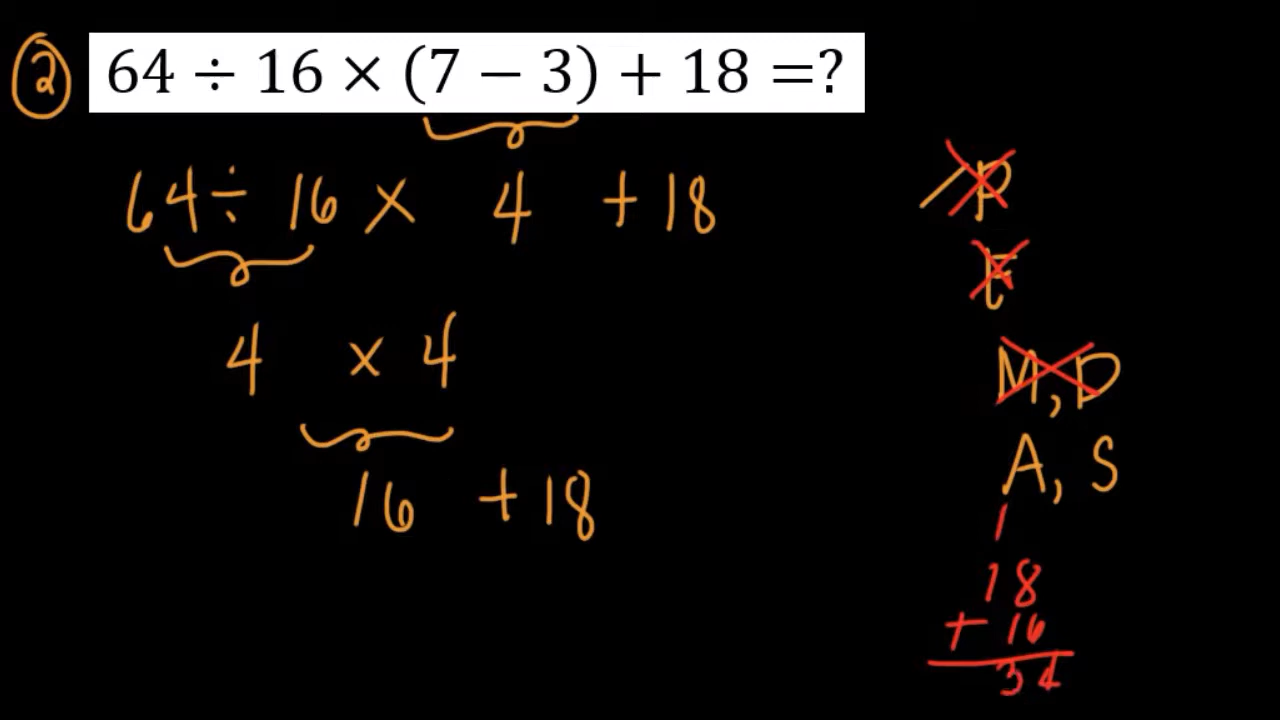 ② 64 ÷ 16 × (7 − 3) + 18 =?
64 ÷ 16 × 4 + 18
4 × 4
16 + 18
P
E
M, D
A, S
1
18
+ 16
34